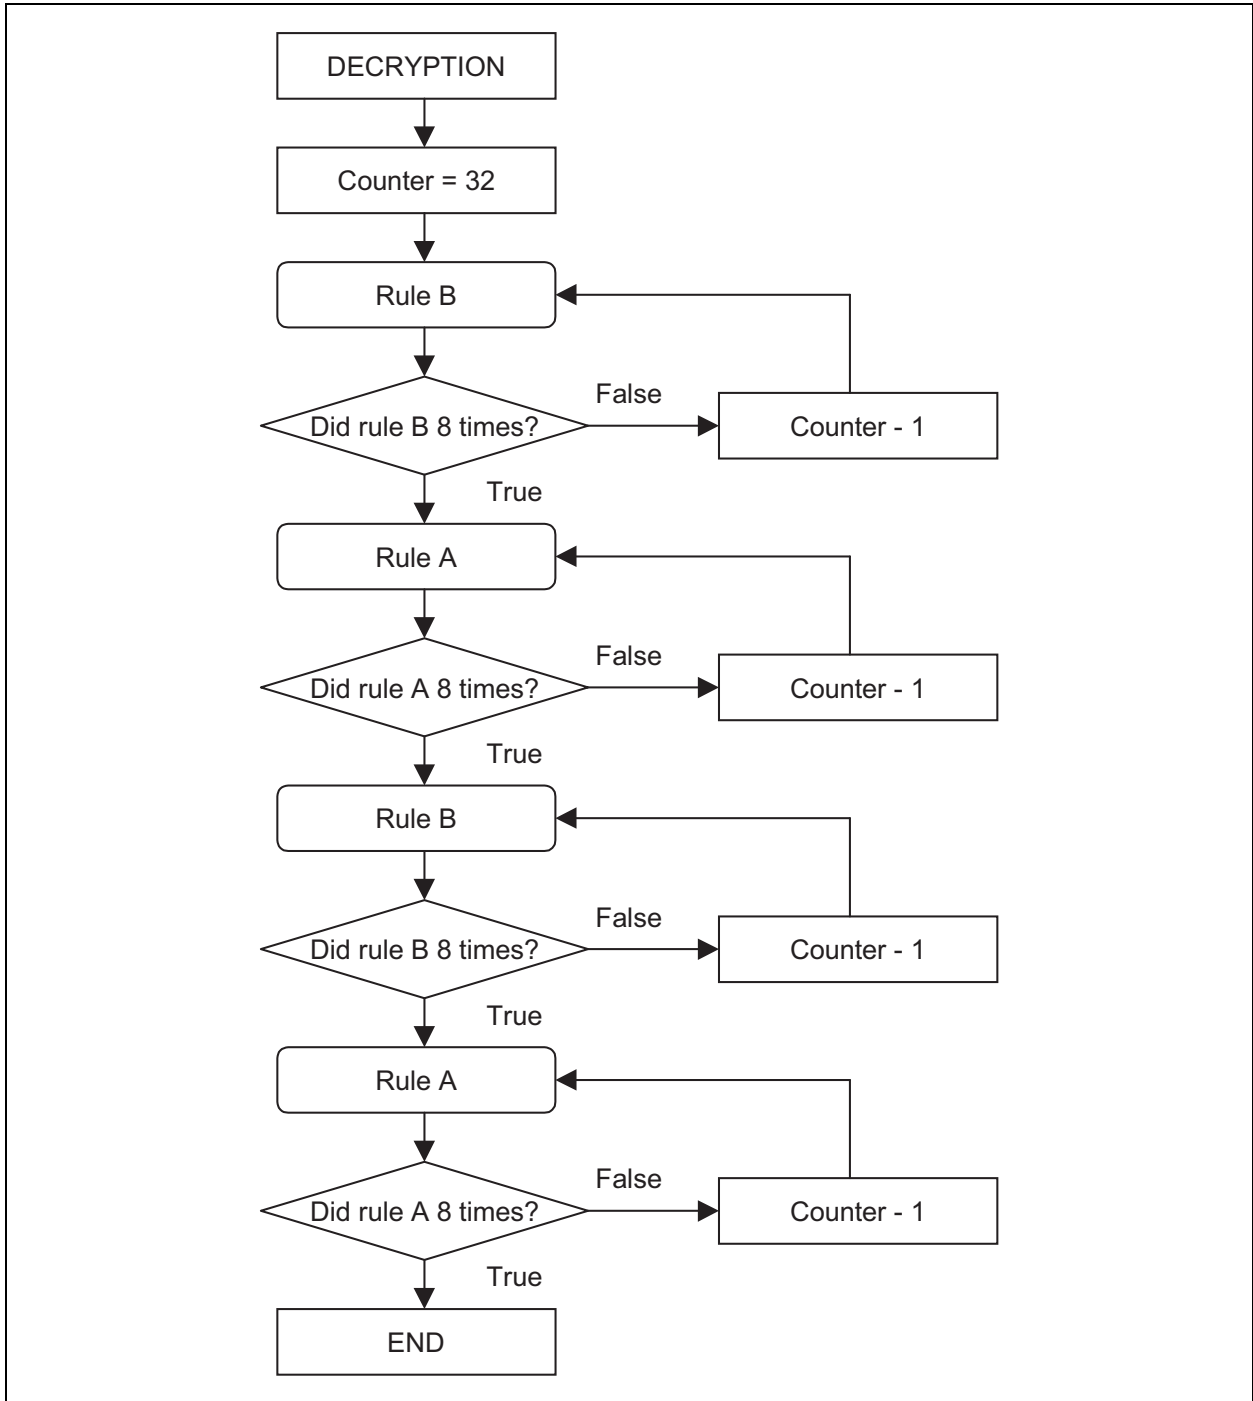 DECRYPTION
Counter = 32
Rule B
Did rule B 8 times?
False
Counter - 1
True
Rule A
Did rule A 8 times?
False
Counter - 1
True
Rule B
Did rule B 8 times?
False
Counter - 1
True
Rule A
Did rule A 8 times?
False
Counter - 1
True
END